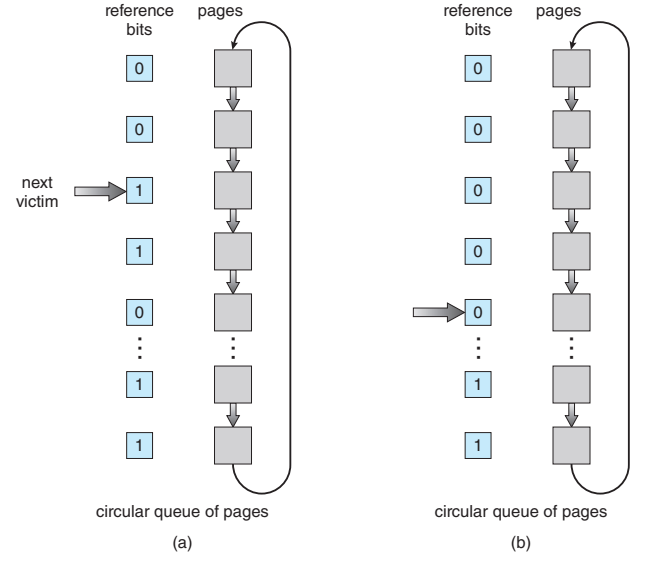 reference
bits
pages
0
0
next
victim
1
1
0
1
1
circular queue of pages
(a)
reference
bits
pages
0
0
0
0
0
1
1
circular queue of pages
(b)